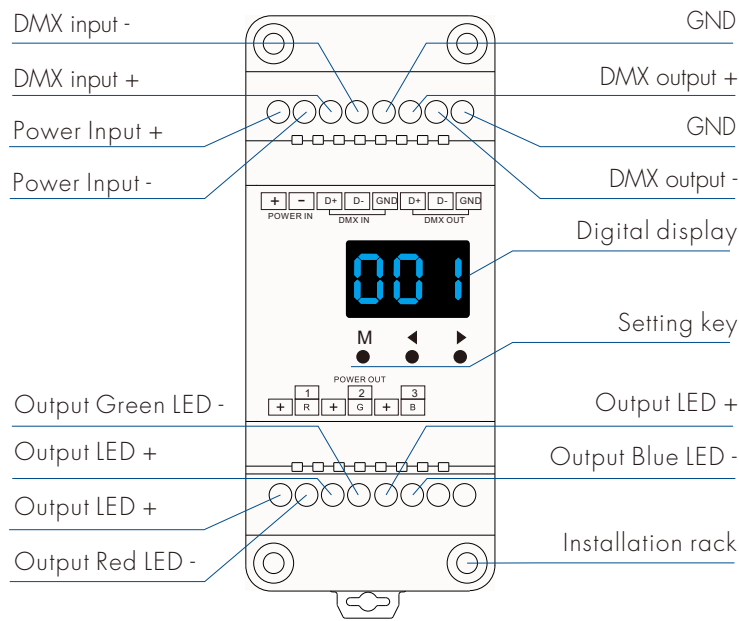 DMX input -
GND
DMX input +
DMX output +
Power Input +
GND
Power Input -
DMX output -
+ - D+ D- GND D+ D- GND
POWER IN DMX IN DMX OUT
Digital display
001
Setting key
M ◀ ▶
POWER OUT
1 2 3
+ R + G + B
Output Green LED -
Output LED +
Output LED +
Output Blue LED -
Output LED +
Output Red LED -
Installation rack